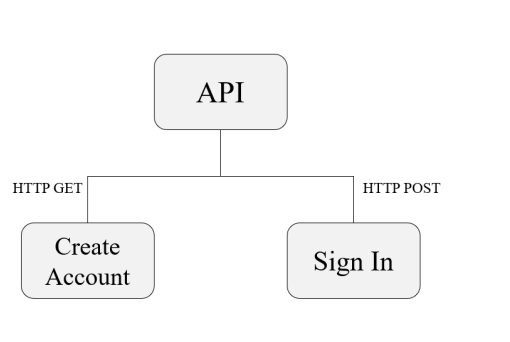 API
HTTP GET
HTTP POST
Create
Account
Sign In